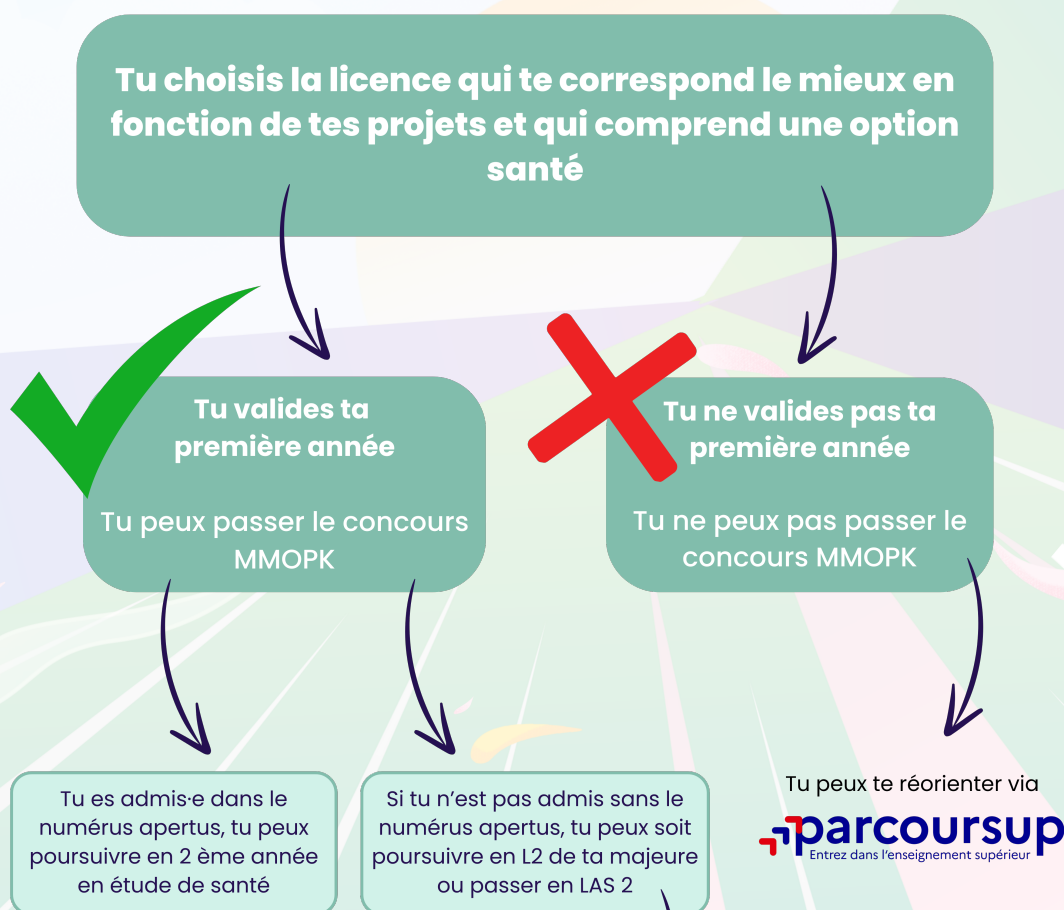 Tu choisis la licence qui te correspond le mieux en
fonction de tes projets et qui comprend une option
santé
Tu valides ta
première année
Tu peux passer le concours
MMOPK
Tu ne valides pas ta
première année
Tu ne peux pas passer le
concours MMOPK
Tu es admis·e dans le
numérus apertus, tu peux
poursuivre en 2 ème année
en étude de santé
Si tu n'est pas admis sans le
numérus apertus, tu peux soit
poursuivre en L2 de ta majeure
ou passer en LAS 2
Tu peux te réorienter via
parcoursup
Entrez dans l'enseignement supérieur